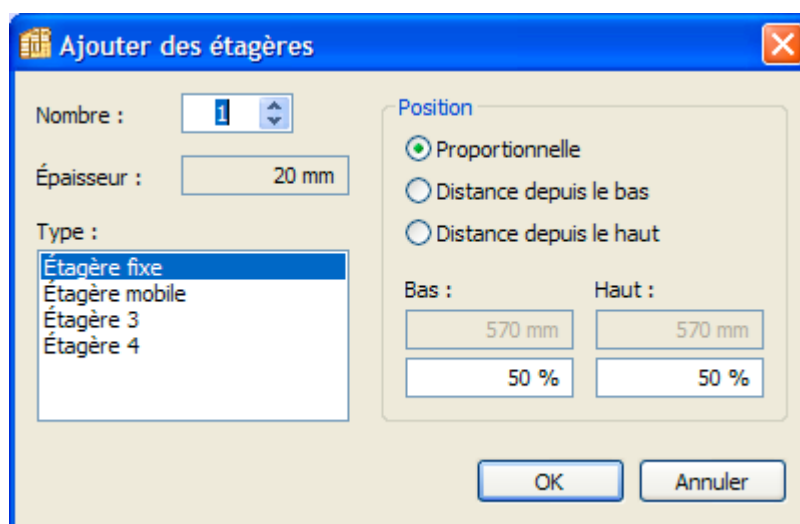 Ajouter des étagères
Nombre : 1
Épaisseur : 20 mm
Type :
Étagère fixe
Étagère mobile
Étagère 3
Étagère 4
Position
Proportionnelle
Distance depuis le bas
Distance depuis le haut
Bas : Haut :
570 mm 570 mm
50 % 50 %
OK Annuler